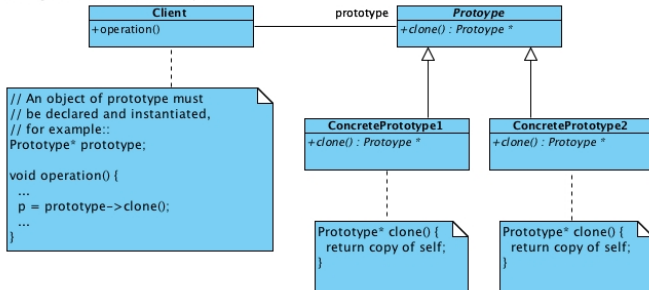 Client
+operation()
prototype
Protoype
+clone() : Protoype *
// An object of prototype must
// be declared and instantiated,
// for example::
Prototype* prototype;
void operation() {
...
p = prototype->clone();
...
}
ConcretePrototype1
+clone() : Protoype *
ConcretePrototype2
+clone() : Protoype *
Prototype* clone() {
return copy of self;
}
Prototype* clone() {
return copy of self;
}